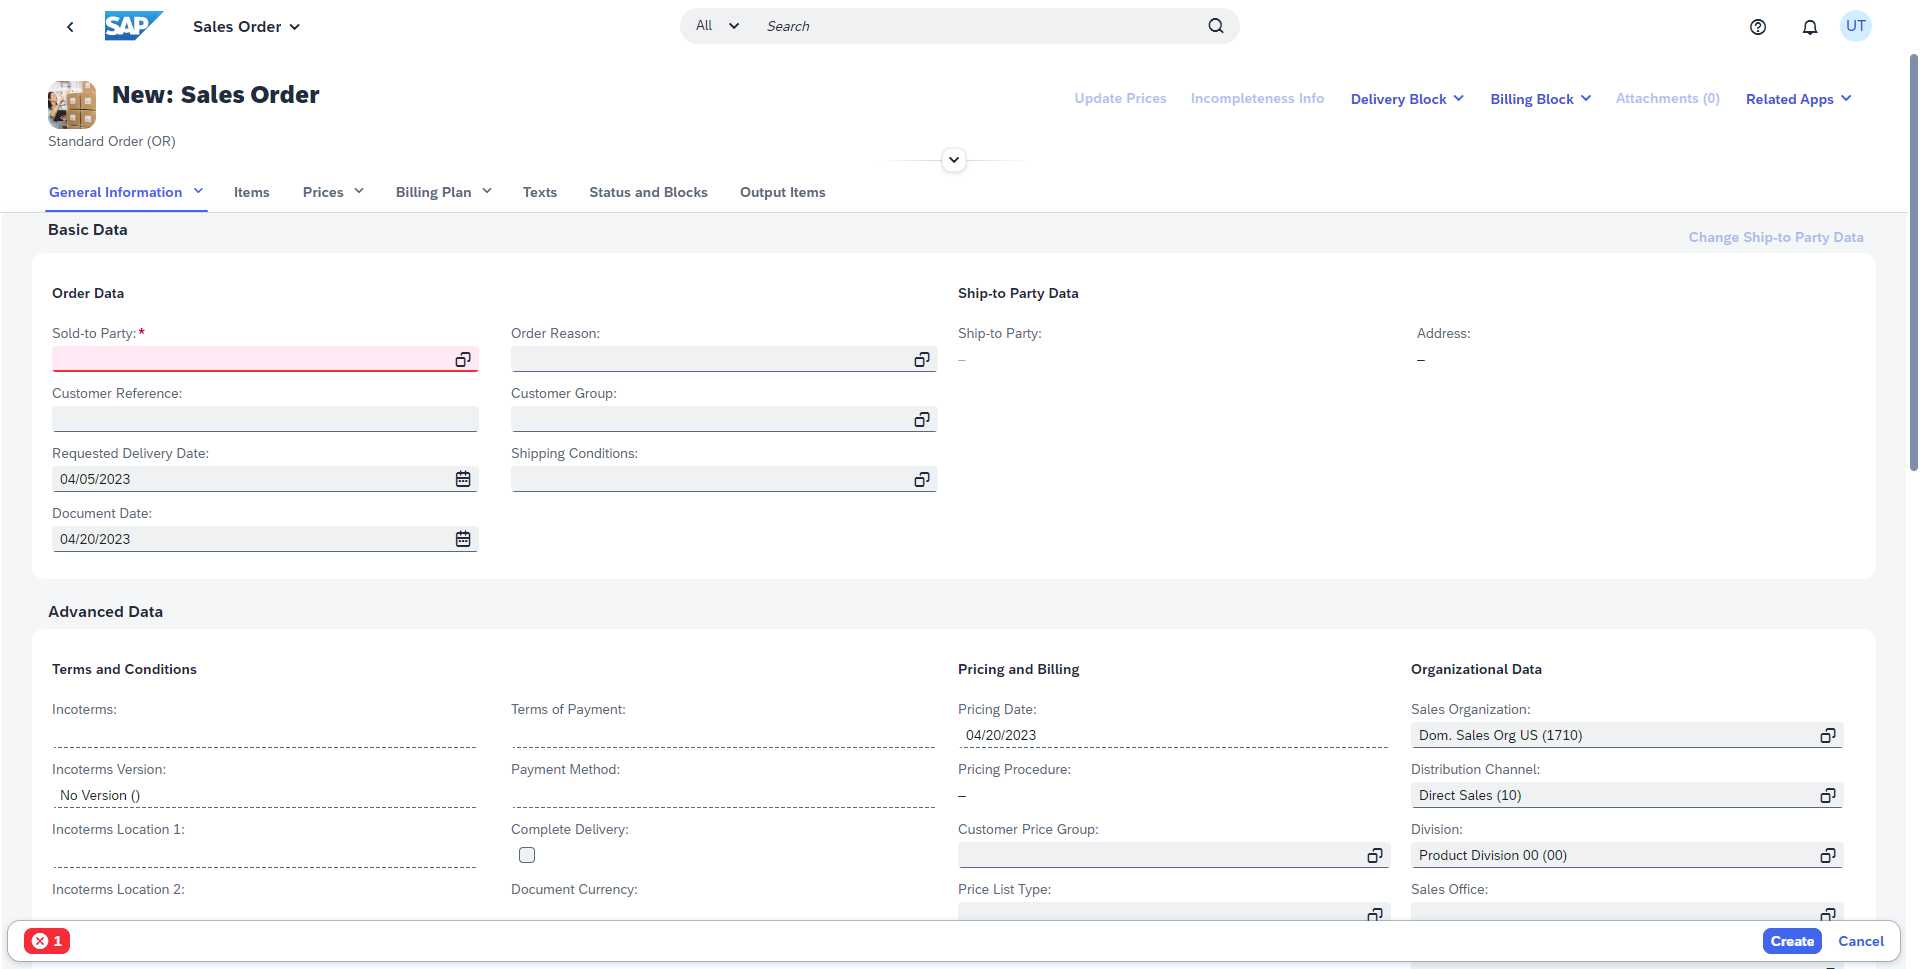 SAP
Sales Order
All
Search
UT
New: Sales Order
Update Prices
Incompleteness Info
Delivery Block
Billing Block
Attachments (0)
Related Apps
Standard Order (OR)
General Information
Items
Prices
Billing Plan
Texts
Status and Blocks
Output Items
Basic Data
Change Ship-to Party Data
Order Data
Ship-to Party Data
Sold-to Party:*
Order Reason:
Ship-to Party:
Address:
–
–
Customer Reference:
Customer Group:
Requested Delivery Date:
Shipping Conditions:
04/05/2023
Document Date:
04/20/2023
Advanced Data
Terms and Conditions
Pricing and Billing
Organizational Data
Incoterms:
Terms of Payment:
Pricing Date:
Sales Organization:
04/20/2023
Dom. Sales Org US (1710)
Incoterms Version:
Payment Method:
Pricing Procedure:
Distribution Channel:
No Version ()
–
Direct Sales (10)
Incoterms Location 1:
Complete Delivery:
Customer Price Group:
Division:
Product Division 00 (00)
Incoterms Location 2:
Document Currency:
Price List Type:
Sales Office:
1
Create
Cancel